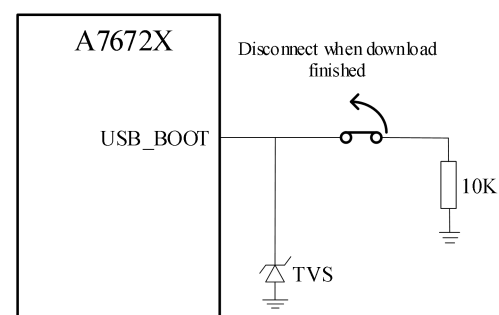 A7672X
Disconnect when download
finished
USB_BOOT
10K
TVS